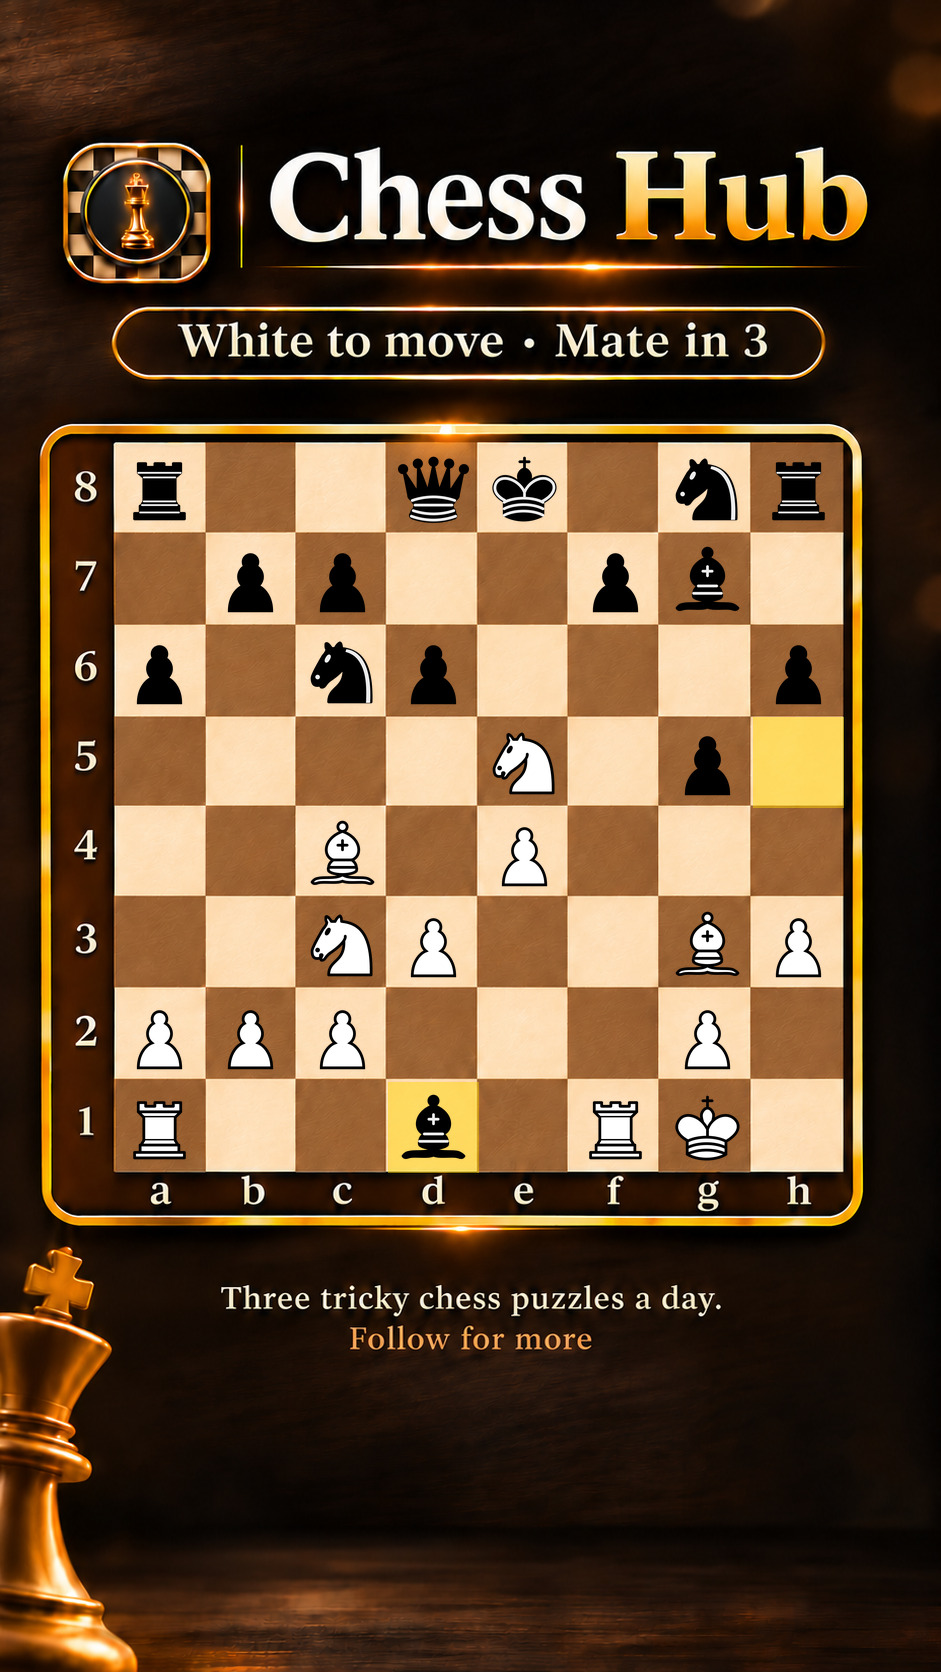 Chess Hub
White to move • Mate in 3
8
7
6
5
4
3
2
1
a b c d e f g h
Three tricky chess puzzles a day.
Follow for more